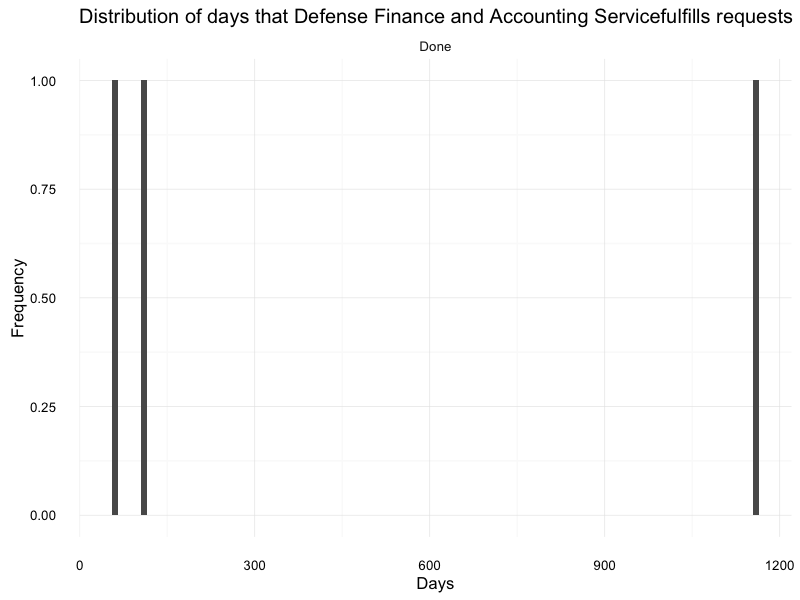 Distribution of days that Defense Finance and Accounting Servicefulfills requests
Done
1.00
0.75
0.50
0.25
0.00
Frequency
0 300 600 900 1200
Days